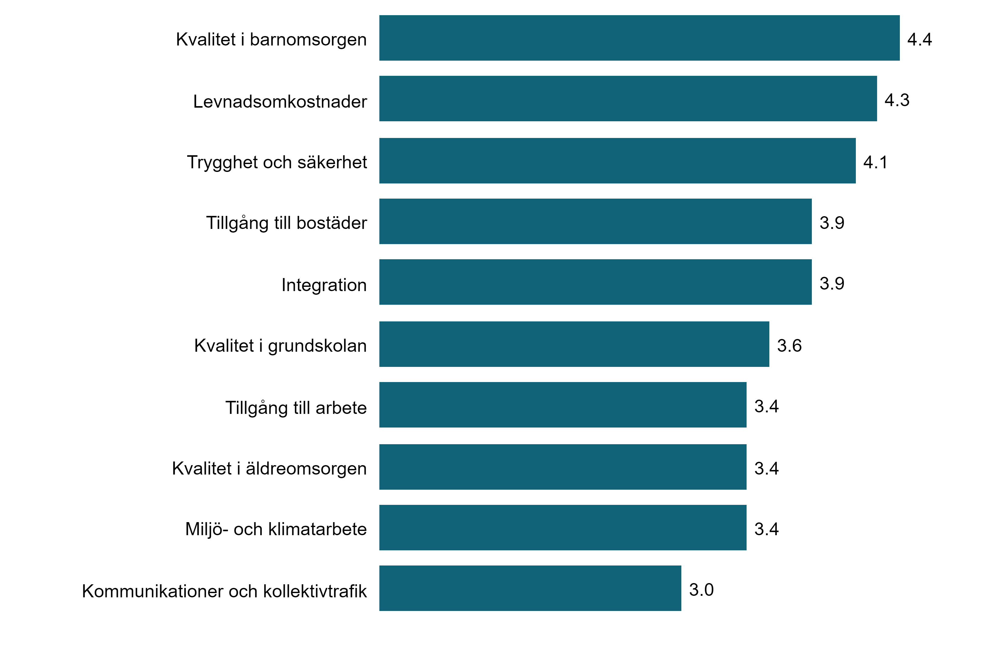 Kvalitet i barnomsorgen 4.4
Levnadsomkostnader 4.3
Trygghet och säkerhet 4.1
Tillgång till bostäder 3.9
Integration 3.9
Kvalitet i grundskolan 3.6
Tillgång till arbete 3.4
Kvalitet i äldreomsorgen 3.4
Miljö- och klimatarbete 3.4
Kommunikationer och kollektivtrafik 3.0